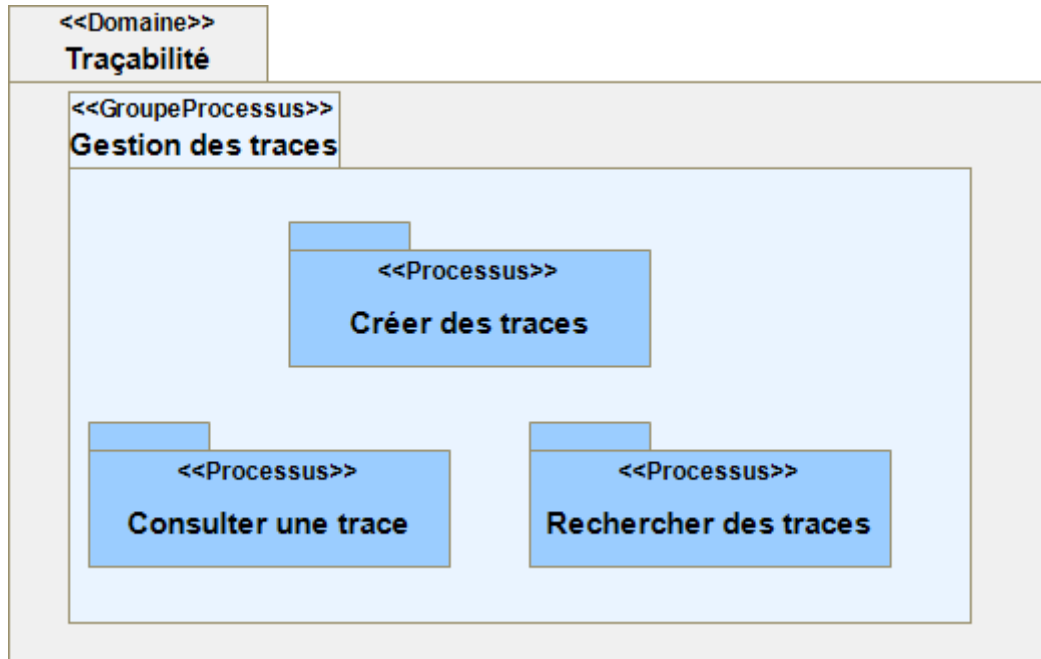 <<Domaine>>
Traçabilité
<<GroupeProcessus>>
Gestion des traces
<<Processus>>
Créer des traces
<<Processus>>
Consulter une trace
<<Processus>>
Rechercher des traces